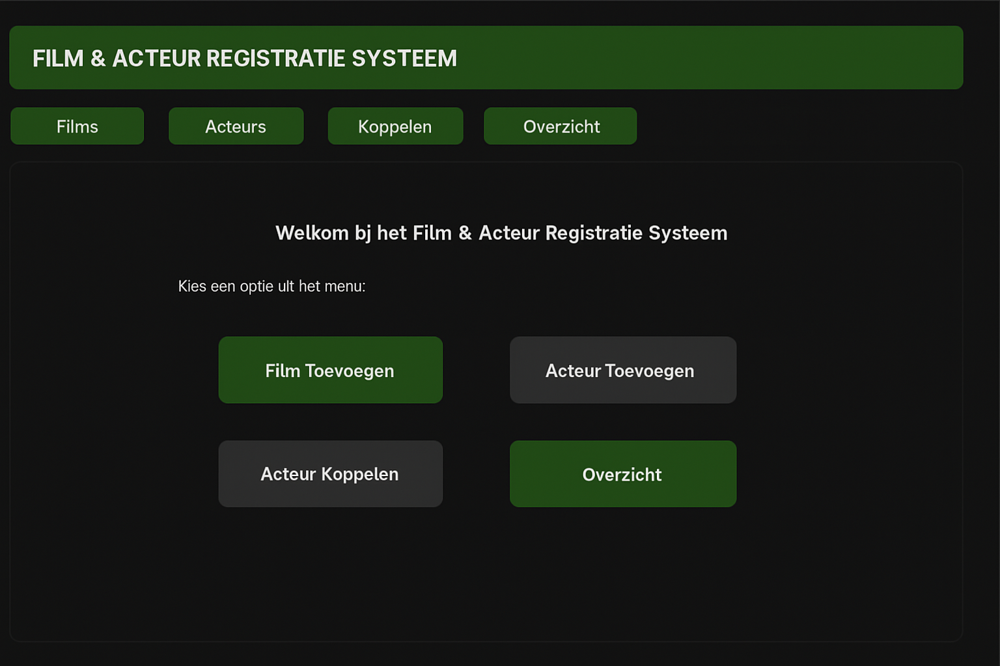 FILM & ACTEUR REGISTRATIE SYSTEEM
Films Acteurs Koppelen Overzicht
Welkom bj het Film & Acteur Registratie Systeem
Kies een optie ult het menu:
Film Toevoegen Acteur Toevoegen
Acteur Koppelen Overzicht